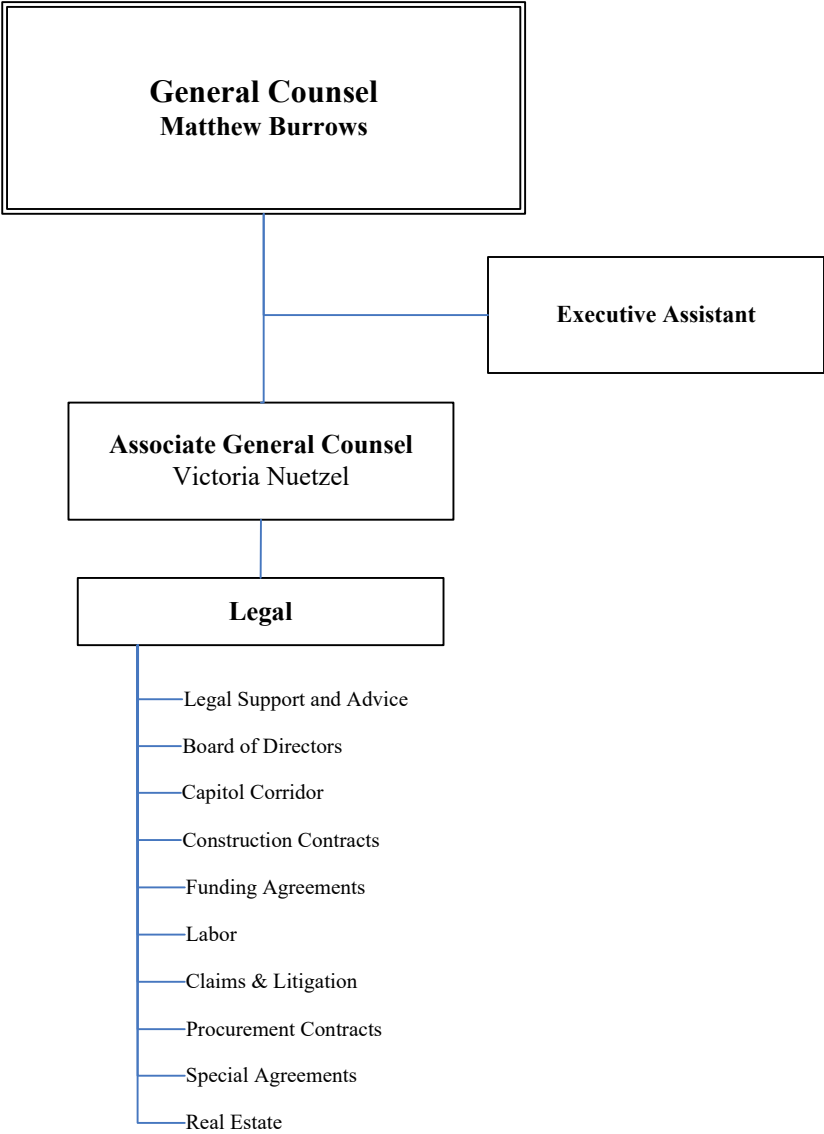 General Counsel
Matthew Burrows
Executive Assistant
Associate General Counsel
Victoria Nuetzel
Legal
Legal Support and Advice
Board of Directors
Capitol Corridor
Construction Contracts
Funding Agreements
Labor
Claims & Litigation
Procurement Contracts
Special Agreements
Real Estate